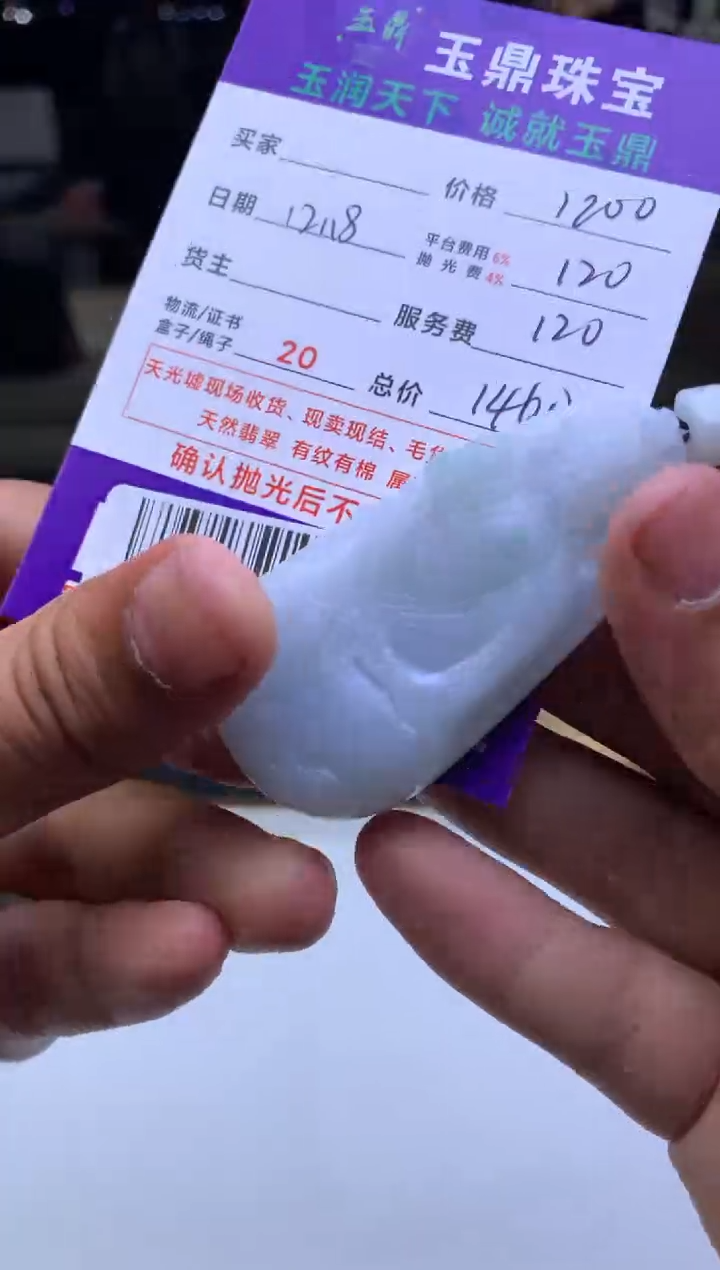 玉鼎
玉鼎珠宝
玉润天下 诚就玉鼎
买家
价格 1200
日期 12.18
平台费用6%
抛光费4% 120
货主
服务费 120
物流/证书
盒子/绳子 20
总价 1460
天光墟现场收货、现卖现结、毛
天然翡翠 有纹有棉 属
确认抛光后不